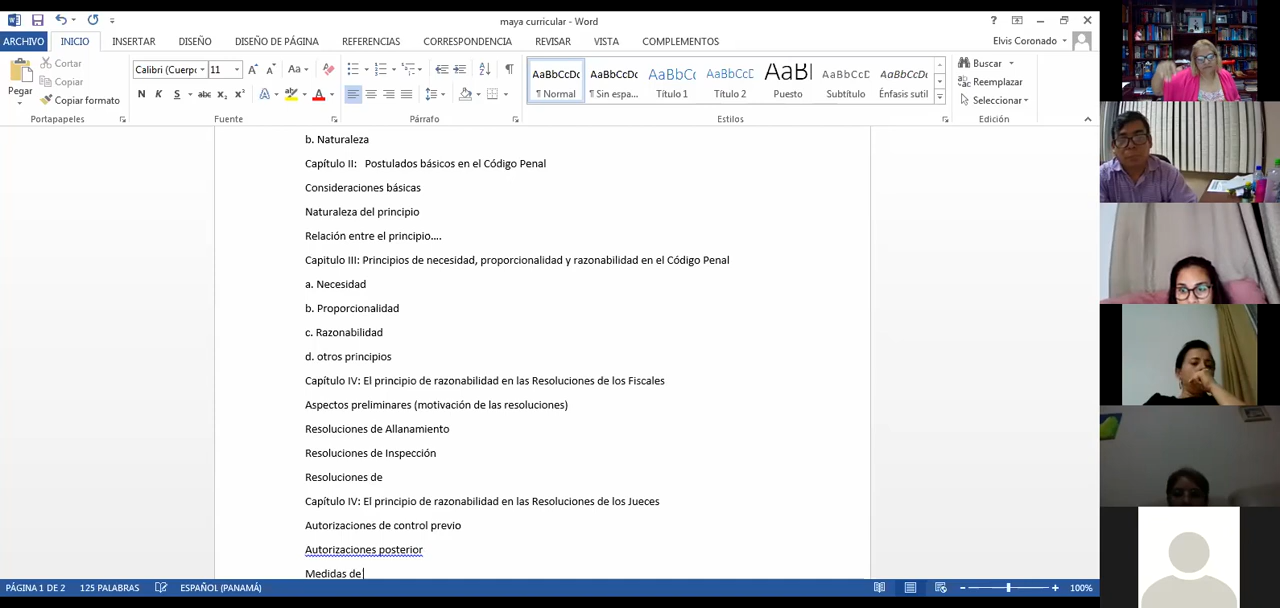 maya curricular - Word
ARCHIVO INICIO INSERTAR DISEÑO DISEÑO DE PÁGINA REFERENCIAS CORRESPONDENCIA REVISAR VISTA COMPLEMENTOS Elvis Coronado
Pegar
Cortar
Copiar
Copiar formato
Portapapeles
Calibri (Cuerpo 11
Fuente
Párrafo
AaBbCcDc AaBbCcDc AaBbCc AaBbCcD AaBl AaBbCcD AaBbCcDc
¶ Normal ¶ Sin espa... Título 1 Título 2 Puesto Subtítulo Énfasis sutil
Estilos
Buscar
Reemplazar
Seleccionar
Edición
b. Naturaleza
Capítulo II: Postulados básicos en el Código Penal
Consideraciones básicas
Naturaleza del principio
Relación entre el principio....
Capitulo III: Principios de necesidad, proporcionalidad y razonabilidad en el Código Penal
a. Necesidad
b. Proporcionalidad
c. Razonabilidad
d. otros principios
Capítulo IV: El principio de razonabilidad en las Resoluciones de los Fiscales
Aspectos preliminares (motivación de las resoluciones)
Resoluciones de Allanamiento
Resoluciones de Inspección
Resoluciones de
Capítulo IV: El principio de razonabilidad en las Resoluciones de los Jueces
Autorizaciones de control previo
Autorizaciones posterior
Medidas de
PÁGINA 1 DE 2 125 PALABRAS ESPAÑOL (PANAMÁ) 100%